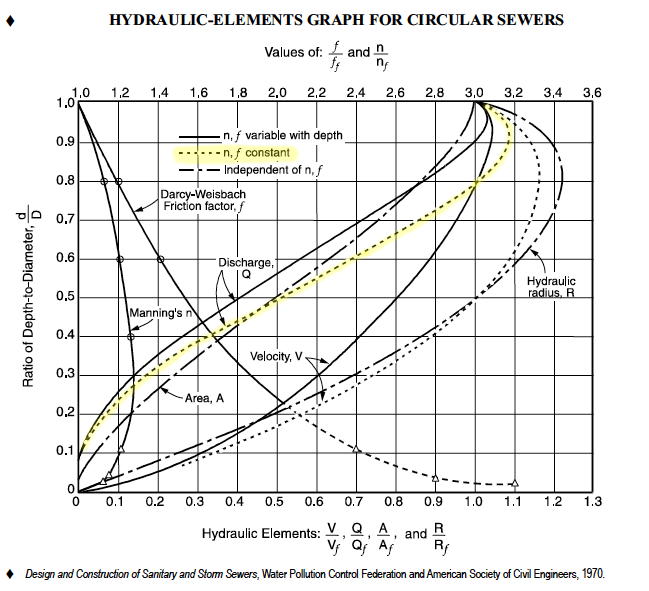 ♦ HYDRAULIC-ELEMENTS GRAPH FOR CIRCULAR SEWERS
Values of: f/f_f and n/n_f
1.0 1.2 1.4 1.6 1.8 2.0 2.2 2.4 2.6 2.8 3.0 3.2 3.4 3.6
1.0
n, f variable with depth
0.9
n, f constant
Independent of n, f
0.8
Darcy-Weisbach
Friction factor, f
0.7
0.6
Discharge,
Q
Hydraulic
radius, R
0.5
Manning's n
0.4
Velocity, V
0.3
Area, A
0.2
0.1
0
Ratio of Depth-to-Diameter, d/D
0 0.1 0.2 0.3 0.4 0.5 0.6 0.7 0.8 0.9 1.0 1.1 1.2 1.3
Hydraulic Elements: V/V_f, Q/Q_f, A/A_f, and R/R_f
♦ Design and Construction of Sanitary and Storm Sewers, Water Pollution Control Federation and American Society of Civil Engineers, 1970.